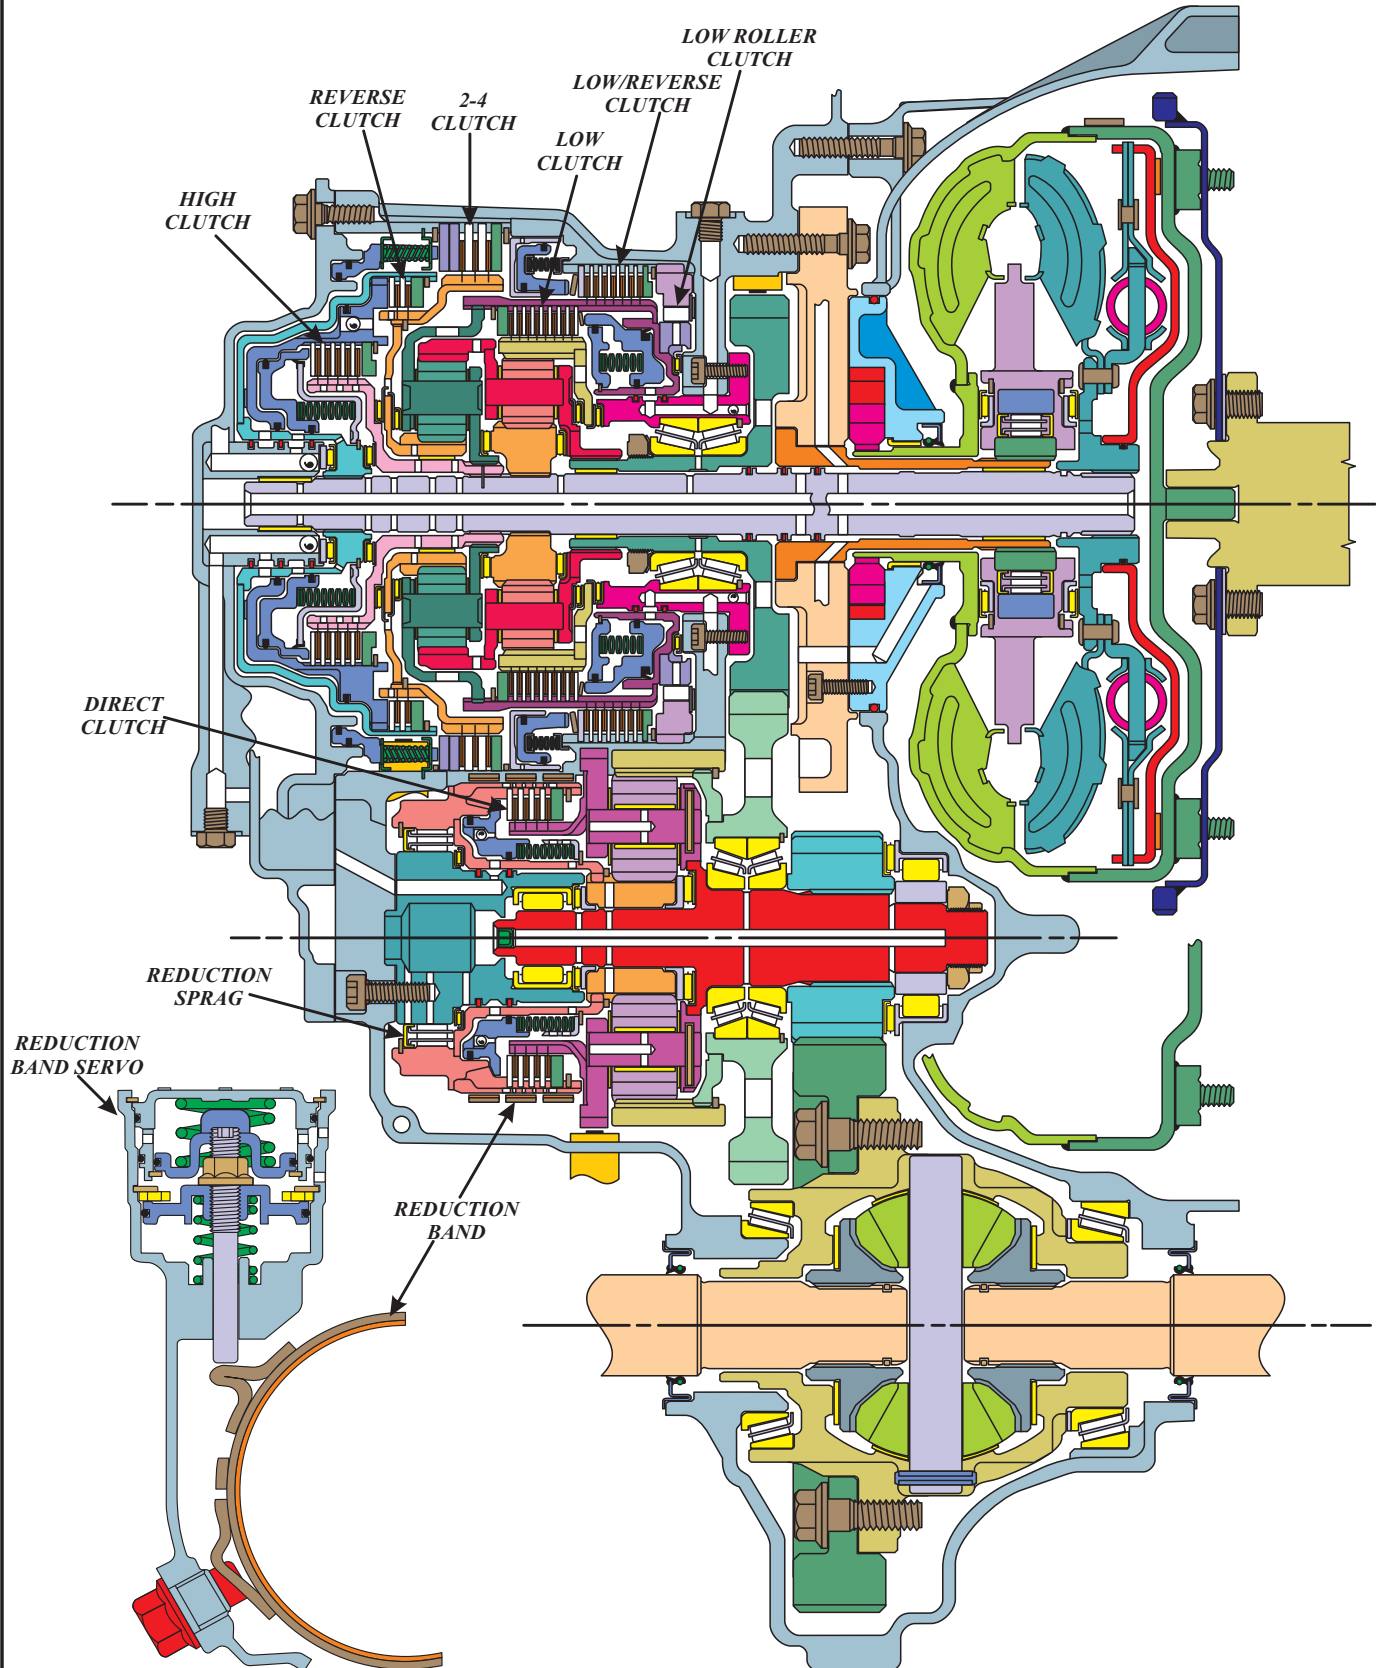 LOW ROLLER
CLUTCH
LOW/REVERSE
CLUTCH
2-4
CLUTCH
REVERSE
CLUTCH
LOW
CLUTCH
HIGH
CLUTCH
DIRECT
CLUTCH
REDUCTION
SPRAG
REDUCTION
BAND SERVO
REDUCTION
BAND